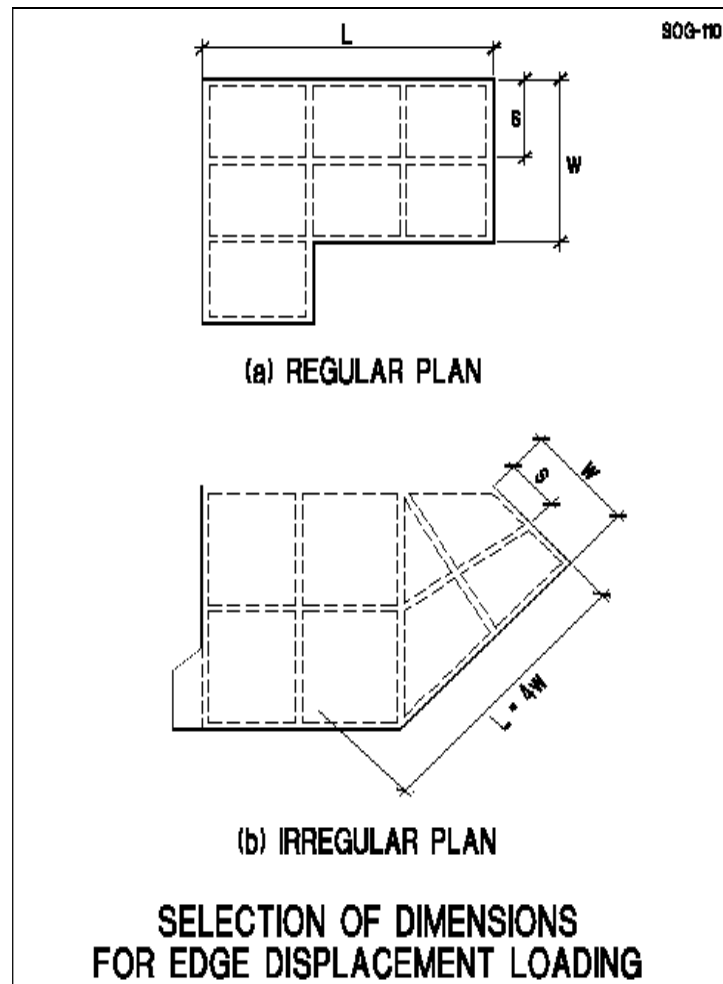 SOG-110
L
S
W
(a) REGULAR PLAN
W
S
L = 4W
(b) IRREGULAR PLAN
SELECTION OF DIMENSIONS
FOR EDGE DISPLACEMENT LOADING